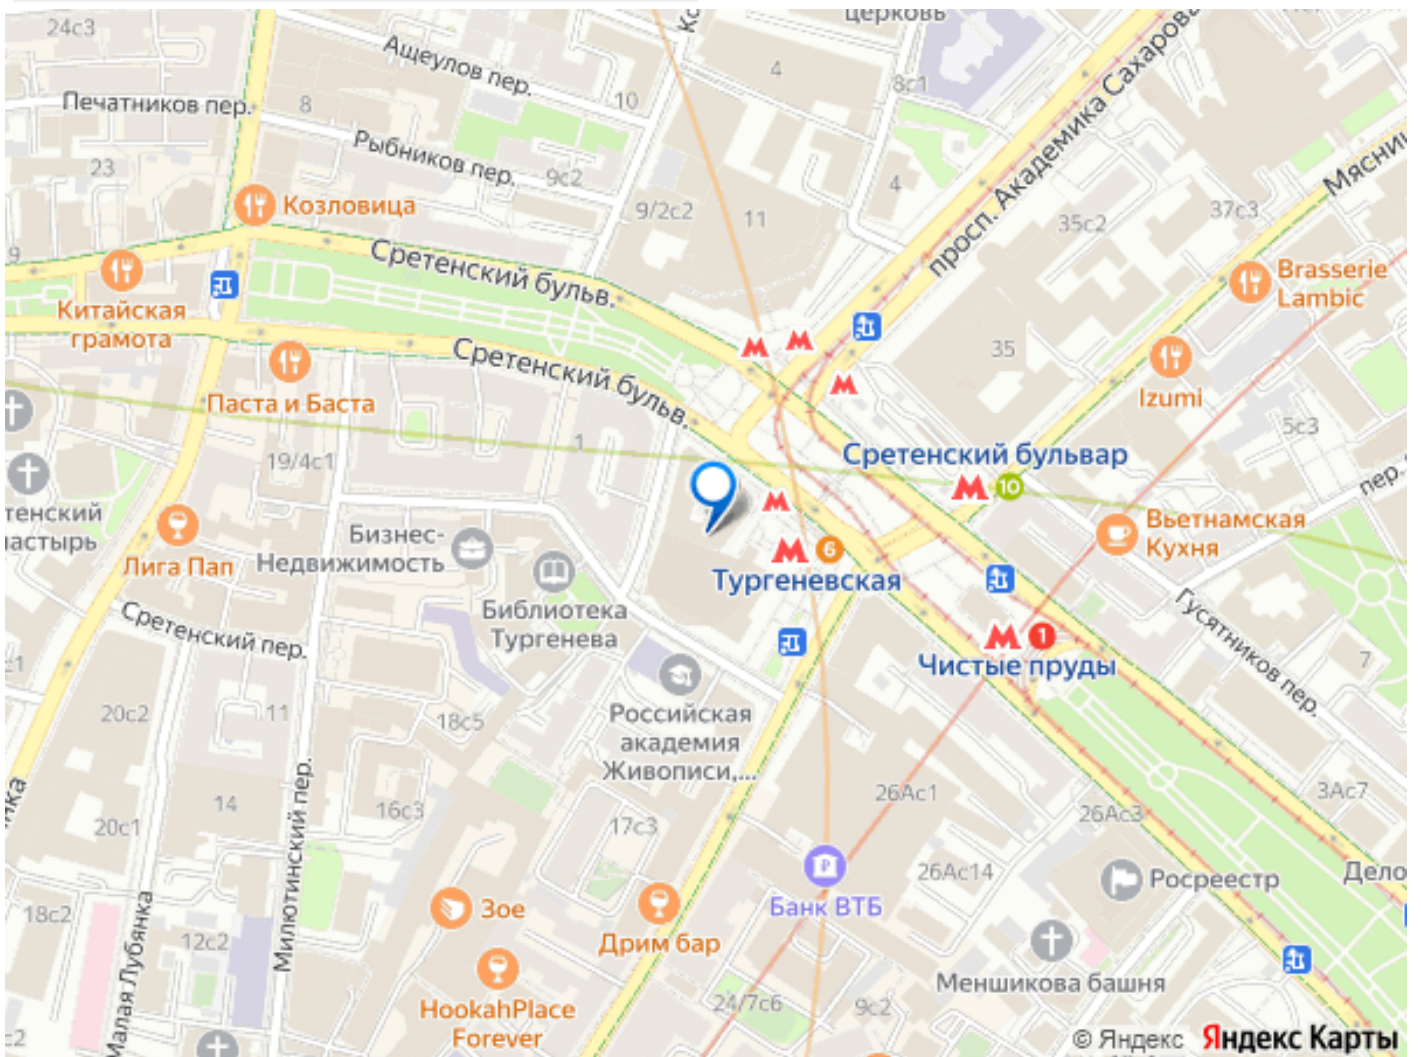 24с3
Ащеулов пер.
церковь
4
8с1
Печатников пер.
8
10
Рыбников пер.
9с2
23
Козловица
9/2с2
11
4
просп. Академика Сахарова
35с2
37с3
9
Сретенский бульв.
Китайская
грамота
Brasserie
Lambic
35
Сретенский бульв.
Паста и Баста
Izumi
1
5с3
19/4с1
Сретенский бульвар
10
пер.
Бизнес-
Недвижимость
Лига Пап
Вьетнамская
Кухня
6
Тургеневская
Библиотека
Тургенева
Сретенский пер.
1
Чистые пруды
Гусятников пер.
7
20с2
11
18с5
Российская
академия
Живописи,...
Милютинский пер.
14
16с3
17с3
20с1
26Ас1
26Ас3
3Ас7
26Ас14
Росреестр
18с2
Малая Лубянка
12с2
Зое
Дрим бар
Банк ВТБ
Меншикова башня
HookahPlace
Forever
24/7с6
9с2
© Яндекс Яндекс Карты